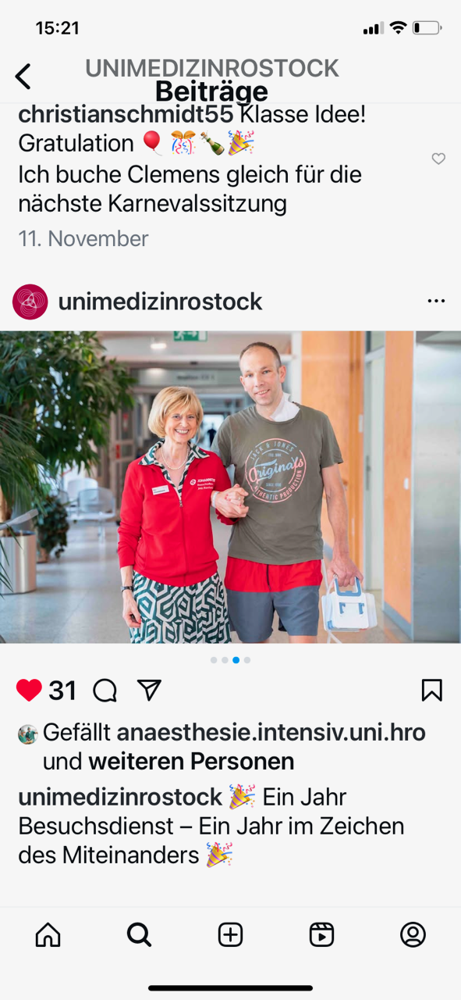 15:21
UNIMEDIZINROSTOCK
Beiträge
christianschmidt55 Klasse Idee!
Gratulation 🎈 🎊🍾🎉
Ich buche Clemens gleich für die
nächste Karnevalssitzung
11. November
unimedizinrostock
JACK & JONES
Originals
AUTHENTIC PRODUCTION
JOHANNITER
31
Gefällt anaesthesie.intensiv.uni.hro
und weiteren Personen
unimedizinrostock 🎉 Ein Jahr
Besuchsdienst – Ein Jahr im Zeichen
des Miteinanders 🎉